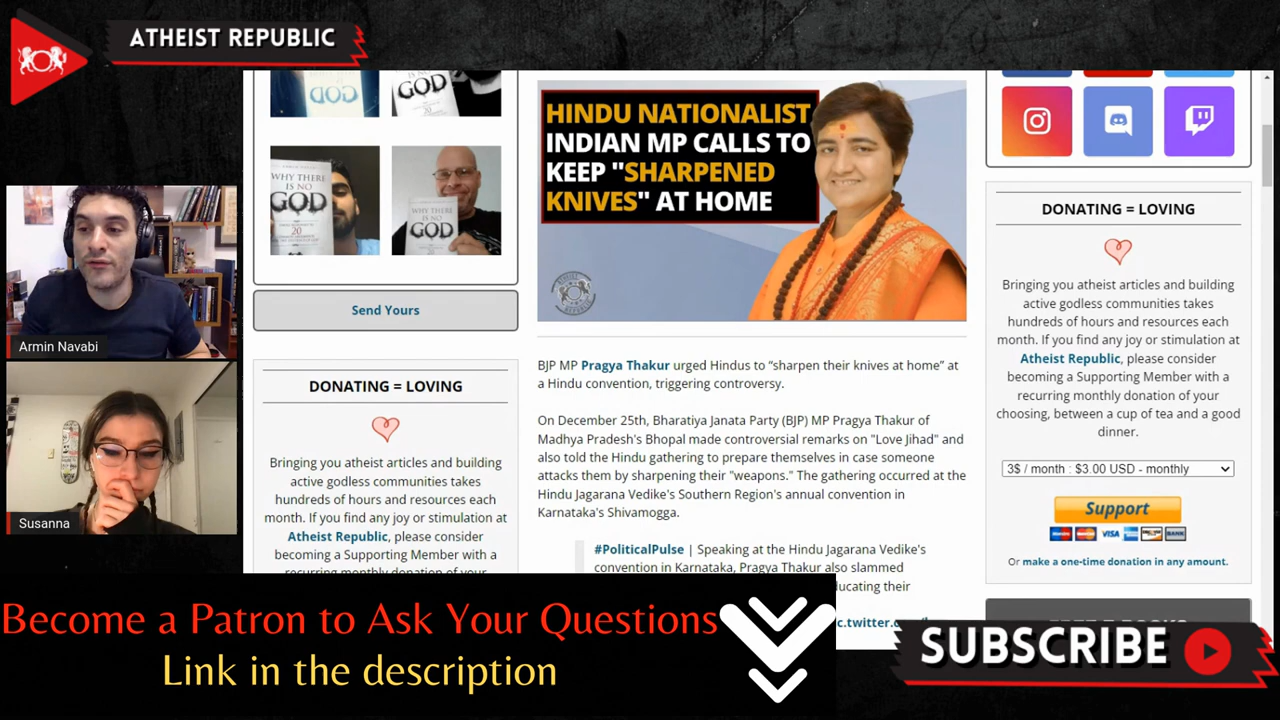 ATHEIST REPUBLIC
GOD
GOD
WHY THERE
IS NO
GOD
20
WHY THERE
IS NO
GOD
Send Yours
DONATING = LOVING
Bringing you atheist articles and building
active godless communities takes
hundreds of hours and resources each
month. If you find any joy or stimulation at
Atheist Republic, please consider
becoming a Supporting Member with a
recurring monthly donation of your
HINDU NATIONALIST
INDIAN MP CALLS TO
KEEP "SHARPENED
KNIVES" AT HOME
BJP MP Pragya Thakur urged Hindus to “sharpen their knives at home” at
a Hindu convention, triggering controversy.
On December 25th, Bharatiya Janata Party (BJP) MP Pragya Thakur of
Madhya Pradesh's Bhopal made controversial remarks on "Love Jihad" and
also told the Hindu gathering to prepare themselves in case someone
attacks them by sharpening their "weapons." The gathering occurred at the
Hindu Jagarana Vedike's Southern Region's annual convention in
Karnataka's Shivamogga.
#PoliticalPulse | Speaking at the Hindu Jagarana Vedike's
convention in Karnataka, Pragya Thakur also slammed
ducating their
c.twitter.c
DONATING = LOVING
Bringing you atheist articles and building
active godless communities takes
hundreds of hours and resources each
month. If you find any joy or stimulation at
Atheist Republic, please consider
becoming a Supporting Member with a
recurring monthly donation of your
choosing, between a cup of tea and a good
dinner.
3$ / month : $3.00 USD - monthly
Support
VISA
BANK
Or make a one-time donation in any amount.
Armin Navabi
Susanna
Become a Patron to Ask Your Questions
Link in the description
SUBSCRIBE